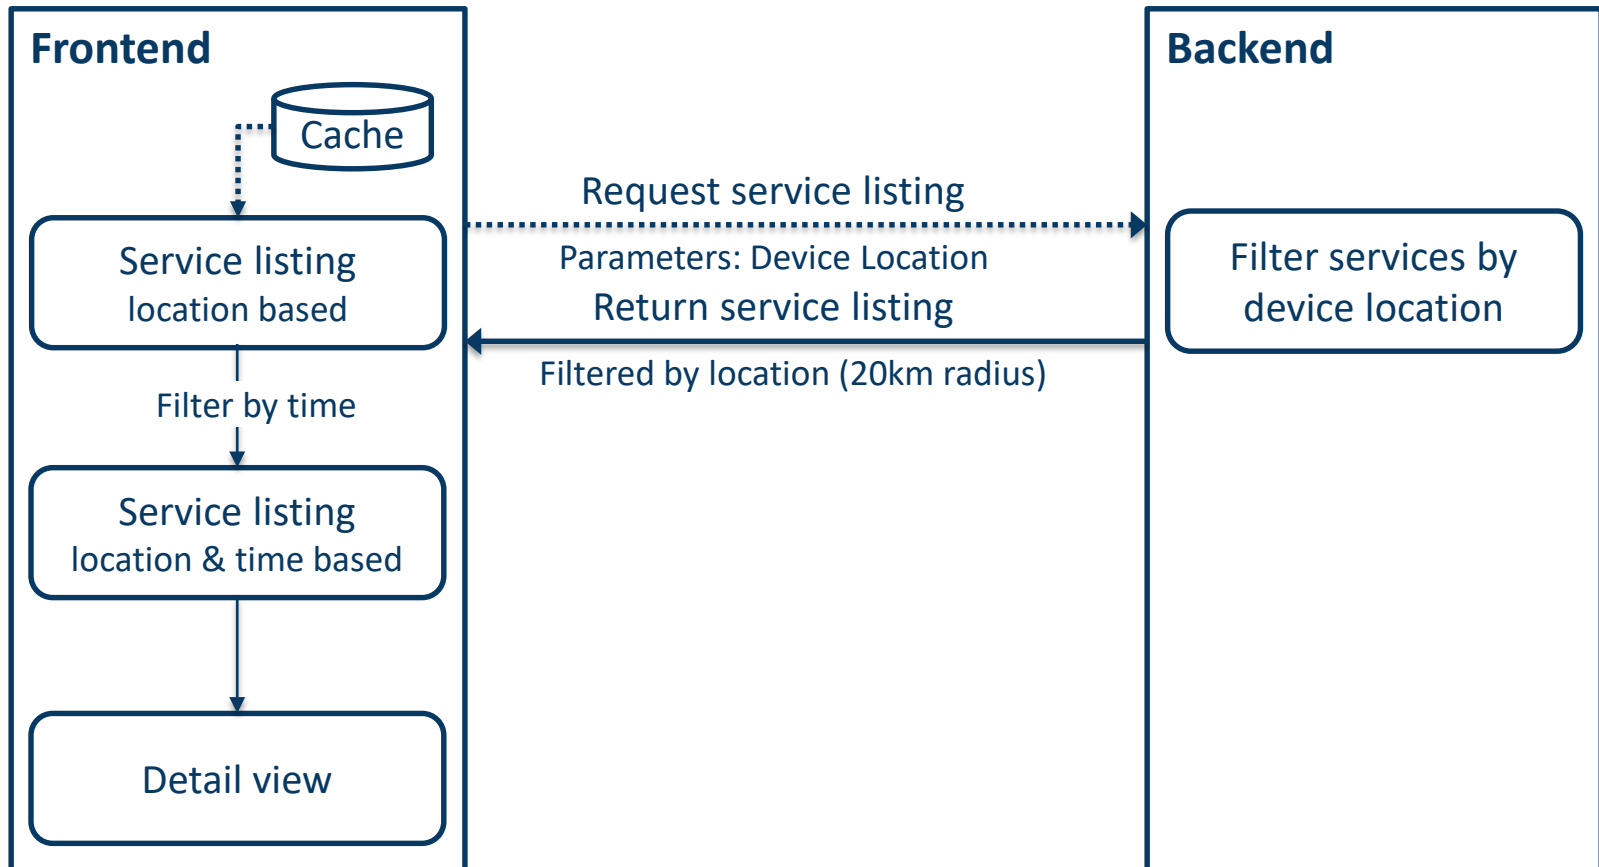 Frontend
Cache
Service listing
location based
Filter by time
Service listing
location & time based
Detail view
Request service listing
Parameters: Device Location
Return service listing
Filtered by location (20km radius)
Backend
Filter services by
device location